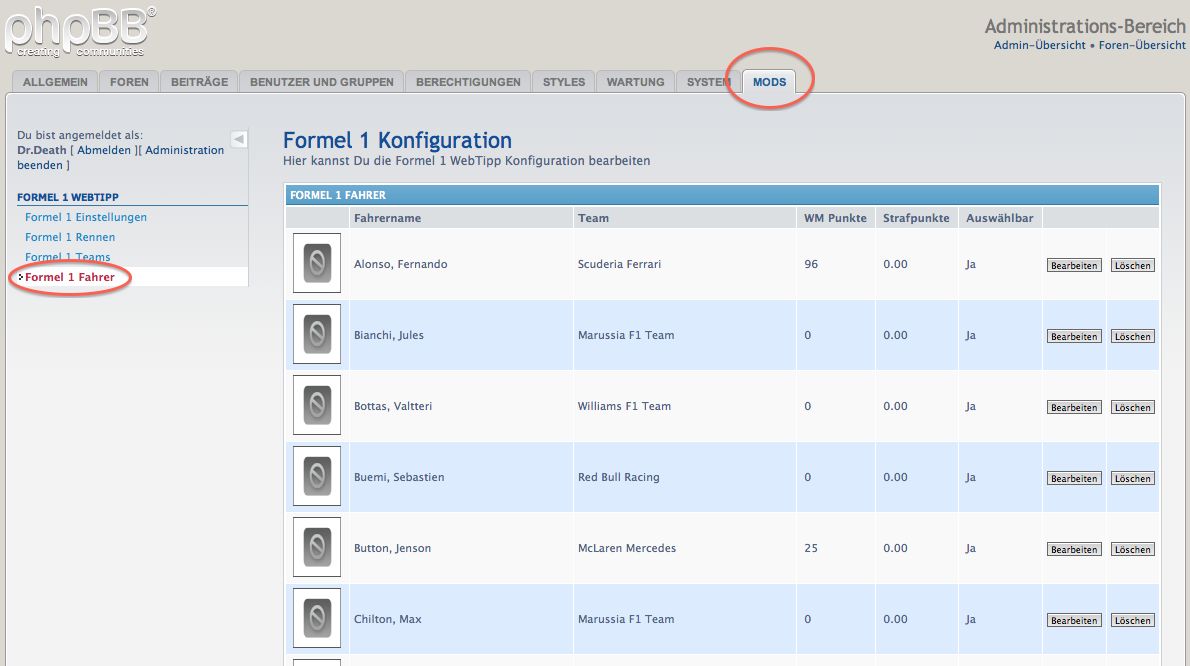 phpBB®
creating communities
Administrations-Bereich
Admin-Übersicht • Foren-Übersicht
ALLGEMEIN FOREN BEITRÄGE BENUTZER UND GRUPPEN BERECHTIGUNGEN STYLES WARTUNG SYSTEM MODS
Du bist angemeldet als:
Dr.Death [ Abmelden ][ Administration
beenden ]
FORMEL 1 WEBTIPP
Formel 1 Einstellungen
Formel 1 Rennen
Formel 1 Teams
Formel 1 Fahrer
Formel 1 Konfiguration
Hier kannst Du die Formel 1 WebTipp Konfiguration bearbeiten
FORMEL 1 FAHRER
Fahrername Team WM Punkte Strafpunkte Auswählbar
Alonso, Fernando Scuderia Ferrari 96 0.00 Ja Bearbeiten Löschen
Bianchi, Jules Marussia F1 Team 0 0.00 Ja Bearbeiten Löschen
Bottas, Valtteri Williams F1 Team 0 0.00 Ja Bearbeiten Löschen
Buemi, Sebastien Red Bull Racing 0 0.00 Ja Bearbeiten Löschen
Button, Jenson McLaren Mercedes 25 0.00 Ja Bearbeiten Löschen
Chilton, Max Marussia F1 Team 0 0.00 Ja Bearbeiten Löschen